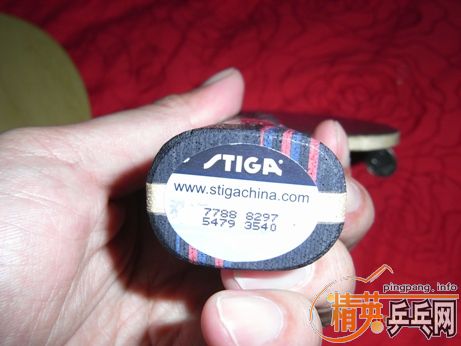 STIGA
www.stigachina.com
7788 8297
5479 3540
pingpang.info
精英乒乓网